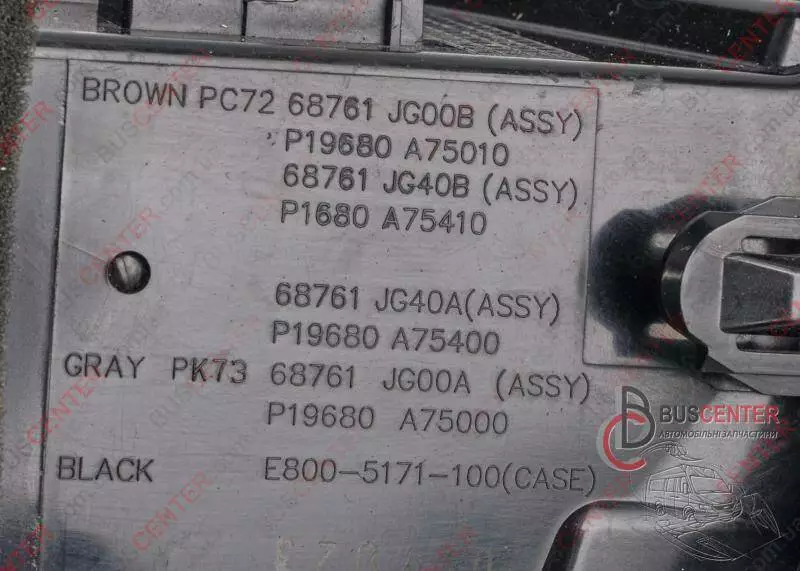 BROWN PC72 68761 JG00B (ASSY)
P19680 A75010
68761 JG40B (ASSY)
P1680 A75410
68761 JG40A(ASSY)
P19680 A75400
GRAY PK73 68761 JG00A (ASSY)
P19680 A75000
BLACK E800-5171-100(CASE)
BUSCENTER
АВТОМОБІЛЬНІ ЗАПЧАСТИНИ